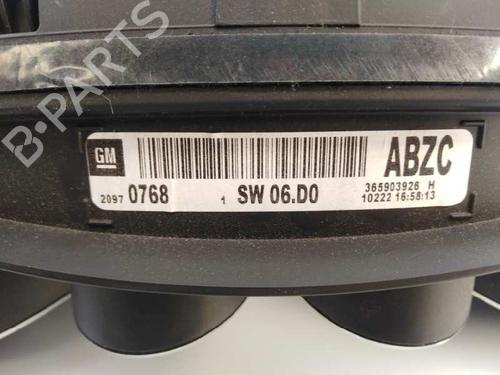 B-PARTS
GM
ABZC
2097 0768 1 SW 06.D0
365903926 H
10222 16:58:13